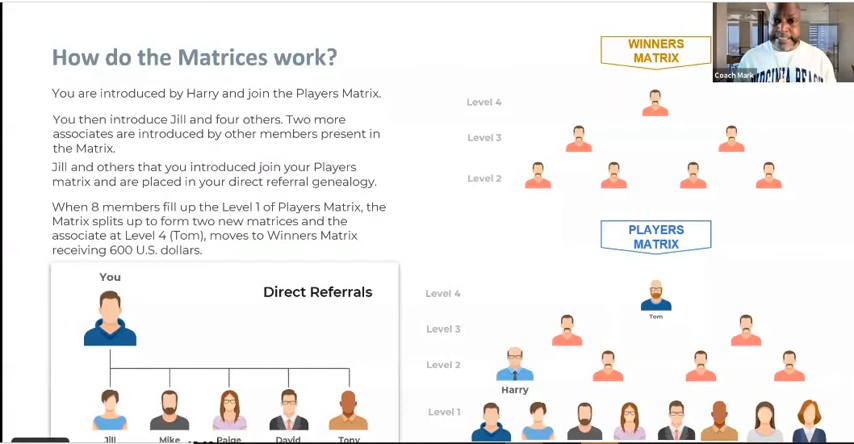 How do the Matrices work?
You are introduced by Harry and join the Players Matrix.
You then introduce Jill and four others. Two more
associates are introduced by other members present in
the Matrix.
Jill and others that you introduced join your Players
matrix and are placed in your direct referral genealogy.
When 8 members fill up the Level 1 of Players Matrix, the
Matrix splits up to form two new matrices and the
associate at Level 4 (Tom), moves to Winners Matrix
receiving 600 U.S. dollars.
You
Direct Referrals
Jill Mike Paige David Tony
WINNERS
MATRIX
Level 4
Level 3
Level 2
PLAYERS
MATRIX
Level 4
Tom
Level 3
Level 2
Harry
Level 1
Coach Mark